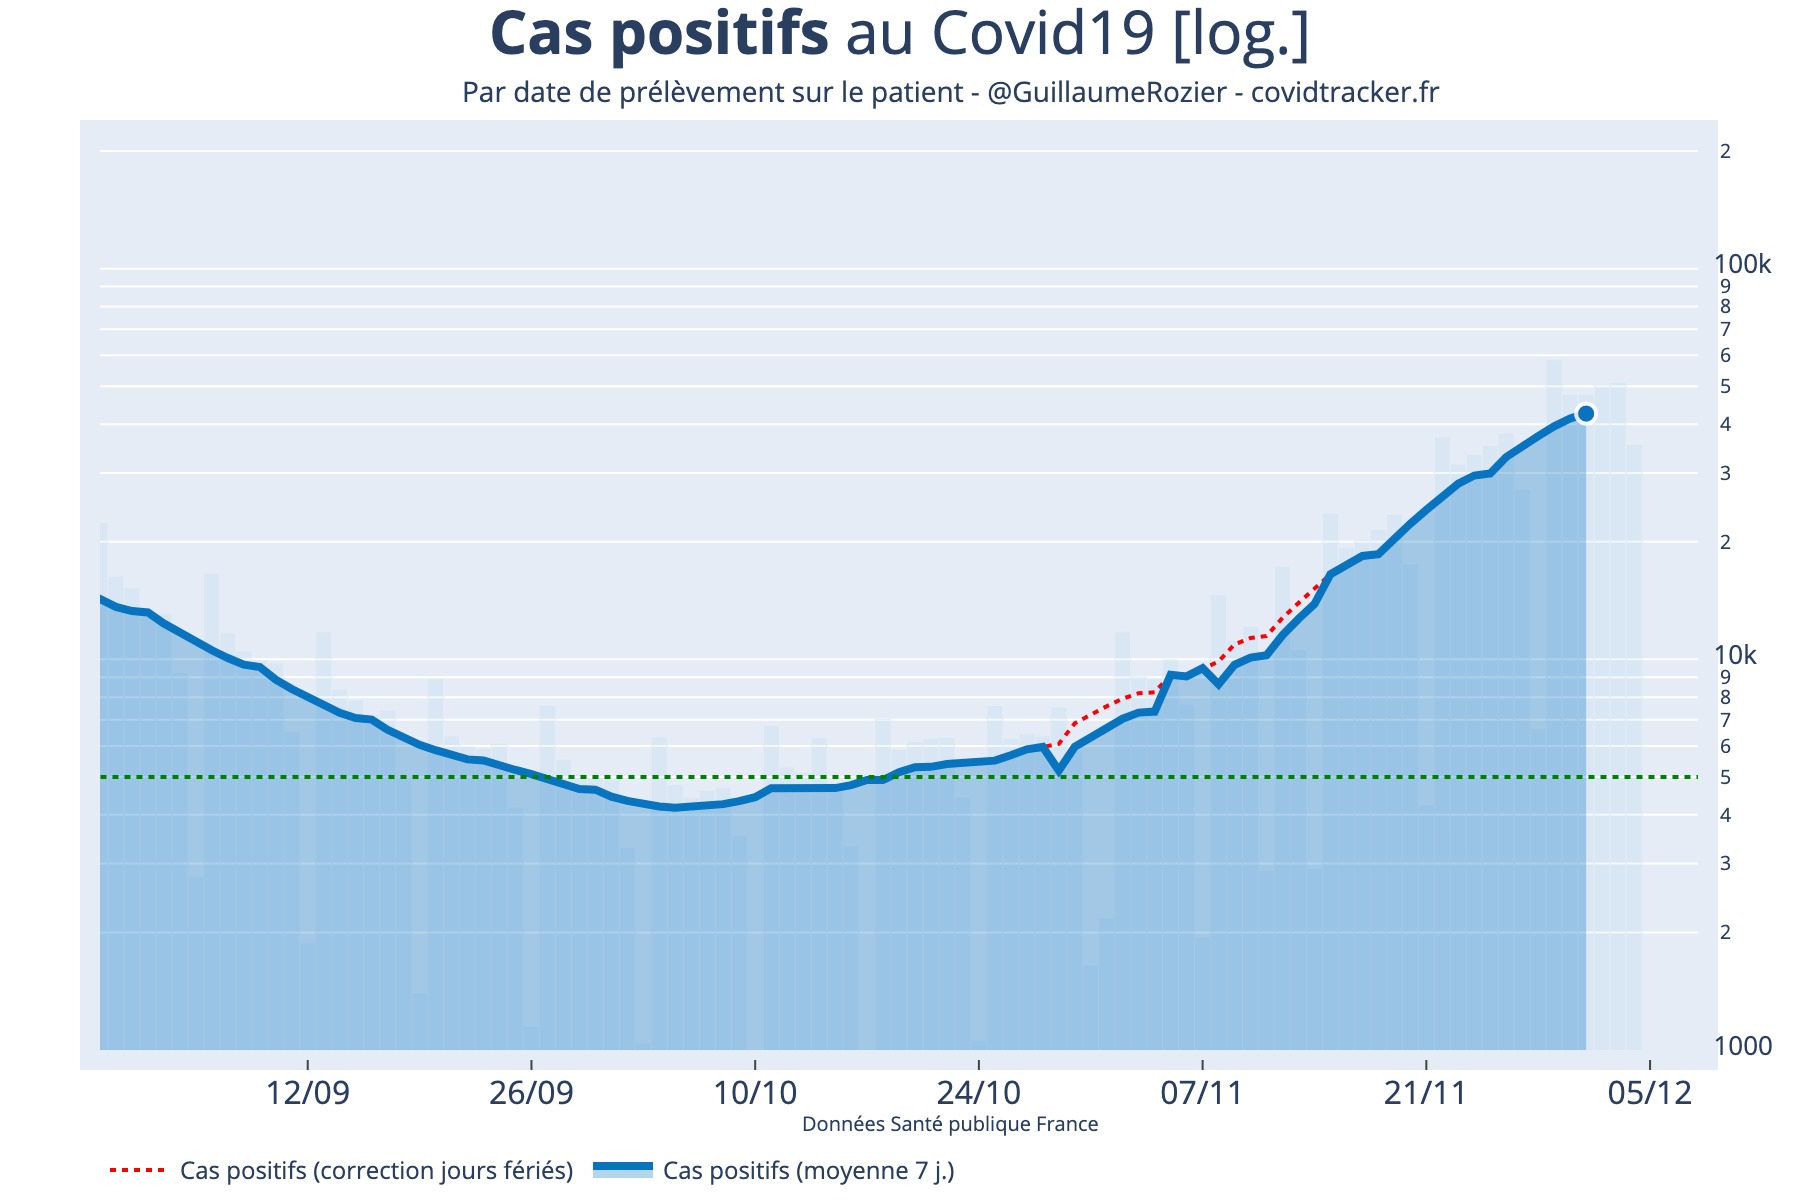 Cas positifs au Covid19 [log.]
Par date de prélèvement sur le patient - @GuillaumeRozier - covidtracker.fr
2
100k
9
8
7
6
5
4
3
2
10k
9
8
7
6
5
4
3
2
1000
12/09 26/09 10/10 24/10 07/11 21/11 05/12
Données Santé publique France
Cas positifs (correction jours fériés) Cas positifs (moyenne 7 j.)